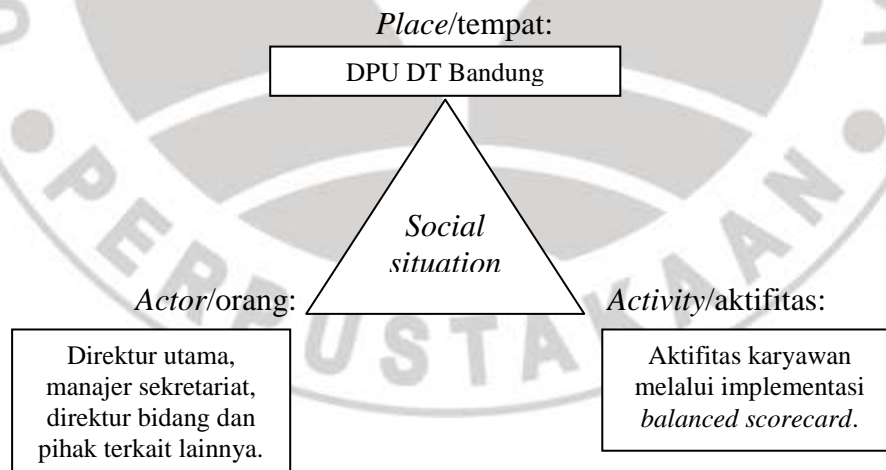 Place/tempat:
DPU DT Bandung
Social
situation
Actor/orang:
Direktur utama,
manajer sekretariat,
direktur bidang dan
pihak terkait lainnya.
Activity/aktifitas:
Aktifitas karyawan
melalui implementasi
balanced scorecard.
PERPUSTAKAAN